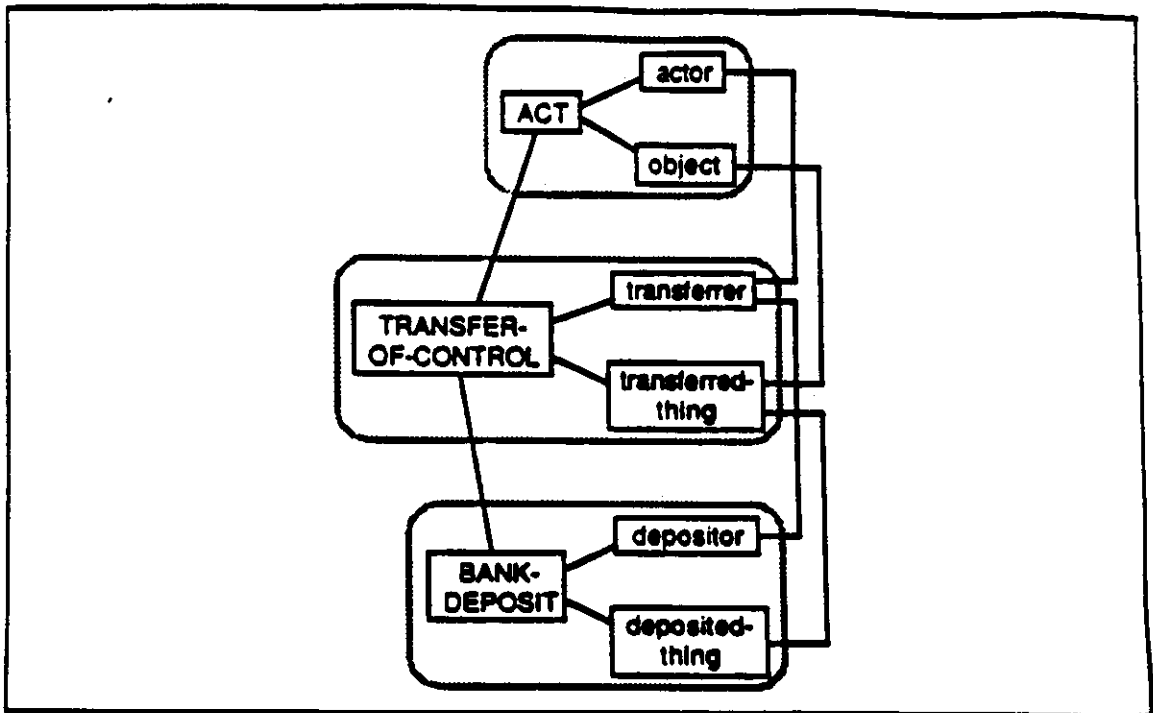 actor
ACT
object
transferrer
TRANSFER-
OF-CONTROL
transferred-
thing
depositor
BANK-
DEPOSIT
deposited-
thing